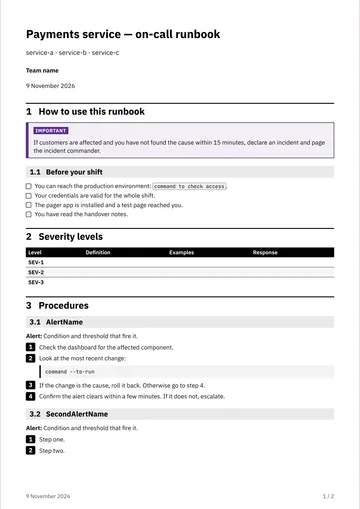 Payments service — on-call runbook
service-a · service-b · service-c
Team name
9 November 2026
1 How to use this runbook
IMPORTANT
If customers are affected and you have not found the cause within 15 minutes, declare an incident and page
the incident commander.
1.1 Before your shift
You can reach the production environment: command to check access.
Your credentials are valid for the whole shift.
The pager app is installed and a test page reached you.
You have read the handover notes.
2 Severity levels
Level Definition Examples Response
SEV-1
SEV-2
SEV-3
3 Procedures
3.1 AlertName
Alert: Condition and threshold that fire it.
1 Check the dashboard for the affected component.
2 Look at the most recent change:
command --to-run
3 If the change is the cause, roll it back. Otherwise go to step 4.
4 Confirm the alert clears within a few minutes. If it does not, escalate.
3.2 SecondAlertName
Alert: Condition and threshold that fire it.
1 Step one.
2 Step two.
9 November 2026 1 / 2